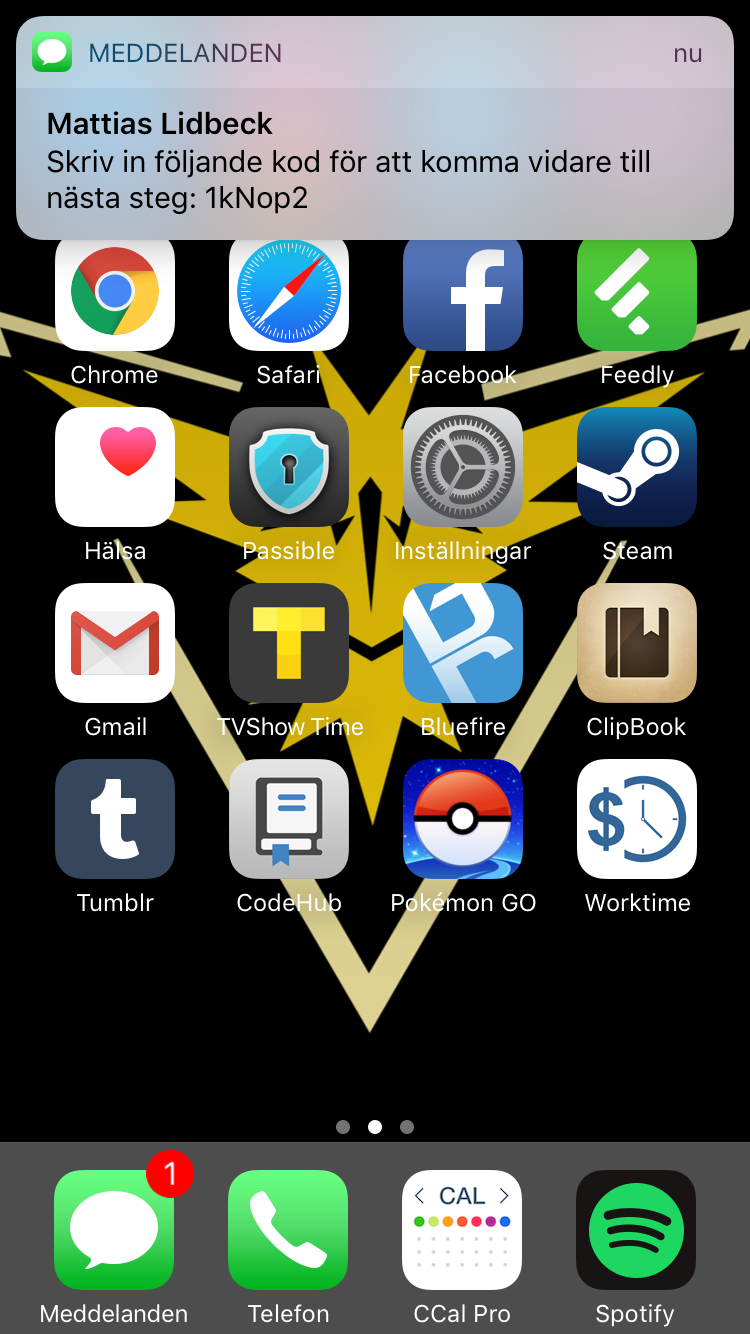 MEDDELANDEN nu
Mattias Lidbeck
Skriv in följande kod för att komma vidare till
nästa steg: 1kNop2
Chrome Safari Facebook Feedly
Hälsa Passible Inställningar Steam
Gmail TVShow Time Bluefire ClipBook
Tumblr CodeHub Pokémon GO Worktime
1
CAL
Meddelanden Telefon CCal Pro Spotify